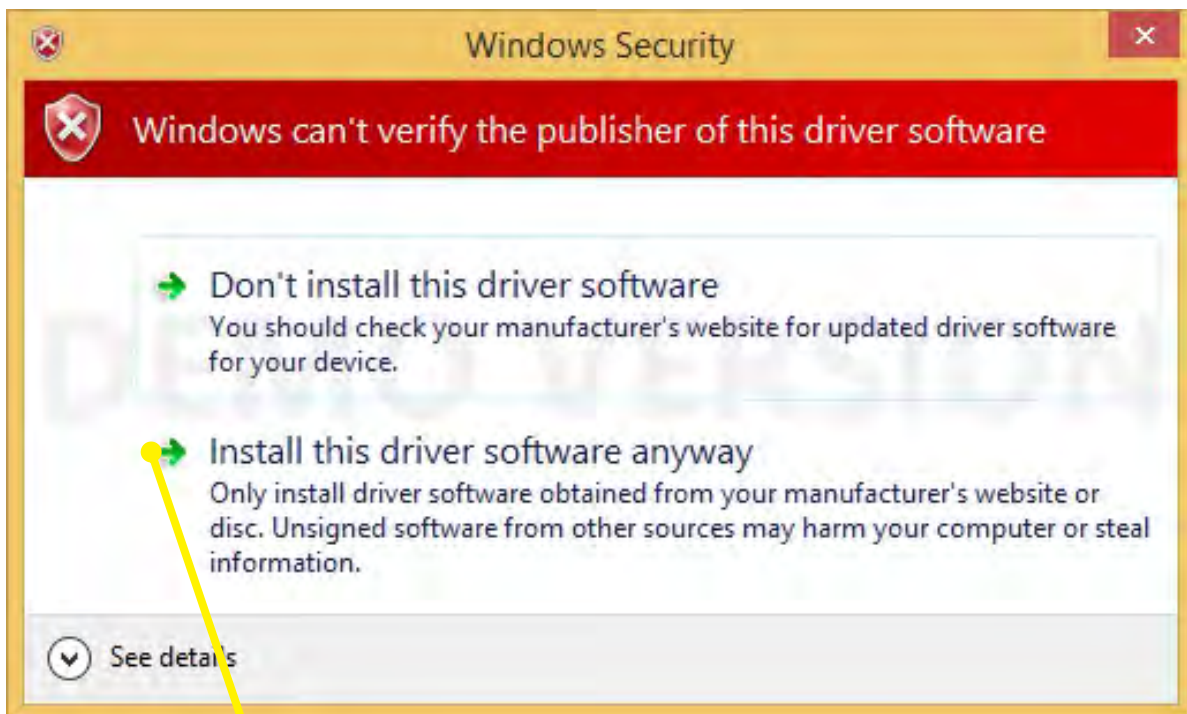 Windows Security
Windows can't verify the publisher of this driver software
Don't install this driver software
You should check your manufacturer's website for updated driver software
for your device.
DEMO VERSION
Install this driver software anyway
Only install driver software obtained from your manufacturer's website or
disc. Unsigned software from other sources may harm your computer or steal
information.
See details